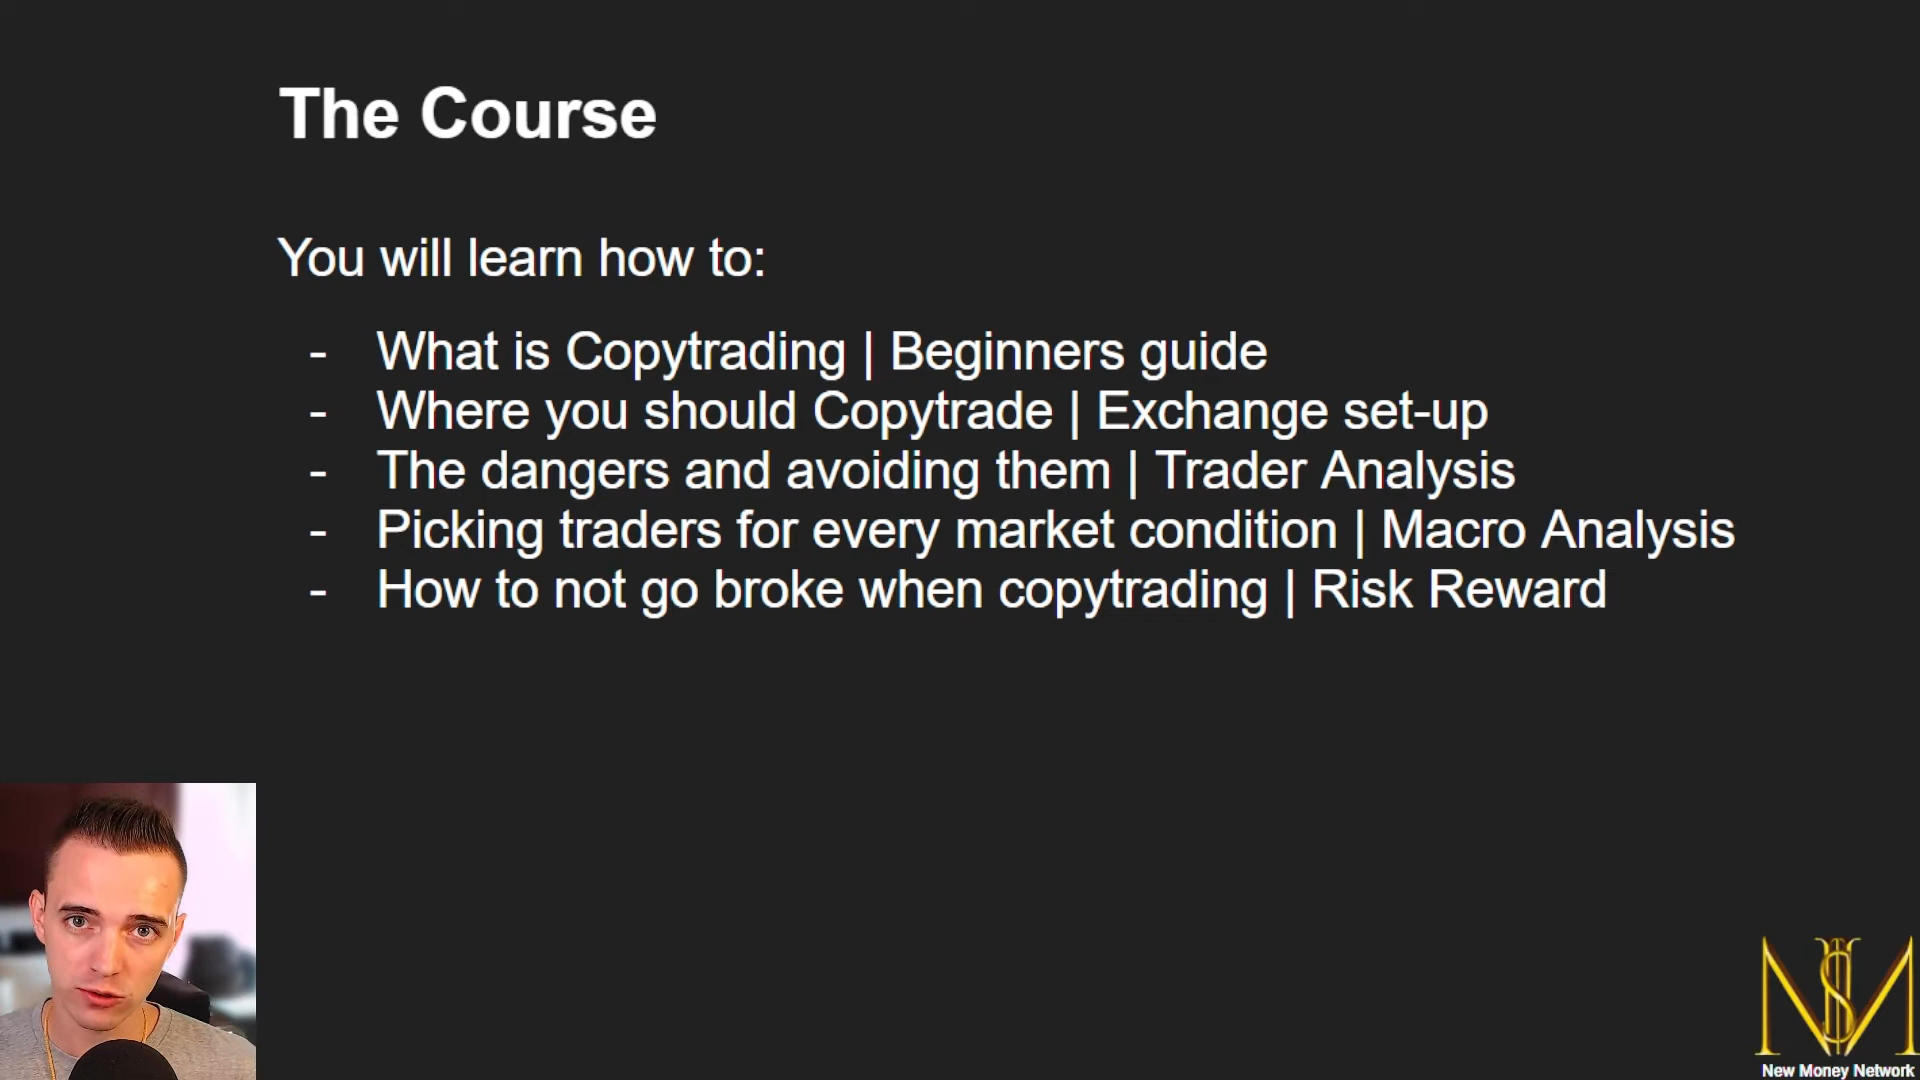 The Course
You will learn how to:
- What is Copytrading | Beginners guide
- Where you should Copytrade | Exchange set-up
- The dangers and avoiding them | Trader Analysis
- Picking traders for every market condition | Macro Analysis
- How to not go broke when copytrading | Risk Reward
N$M
New Money Network